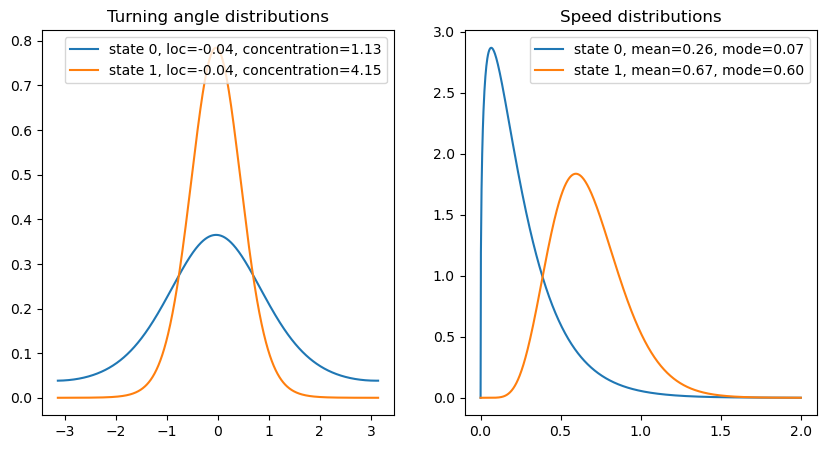 Turning angle distributions
state 0, loc=-0.04, concentration=1.13
state 1, loc=-0.04, concentration=4.15
0.8
0.7
0.6
0.5
0.4
0.3
0.2
0.1
0.0
−3 −2 −1 0 1 2 3
Speed distributions
state 0, mean=0.26, mode=0.07
state 1, mean=0.67, mode=0.60
3.0
2.5
2.0
1.5
1.0
0.5
0.0
0.0 0.5 1.0 1.5 2.0